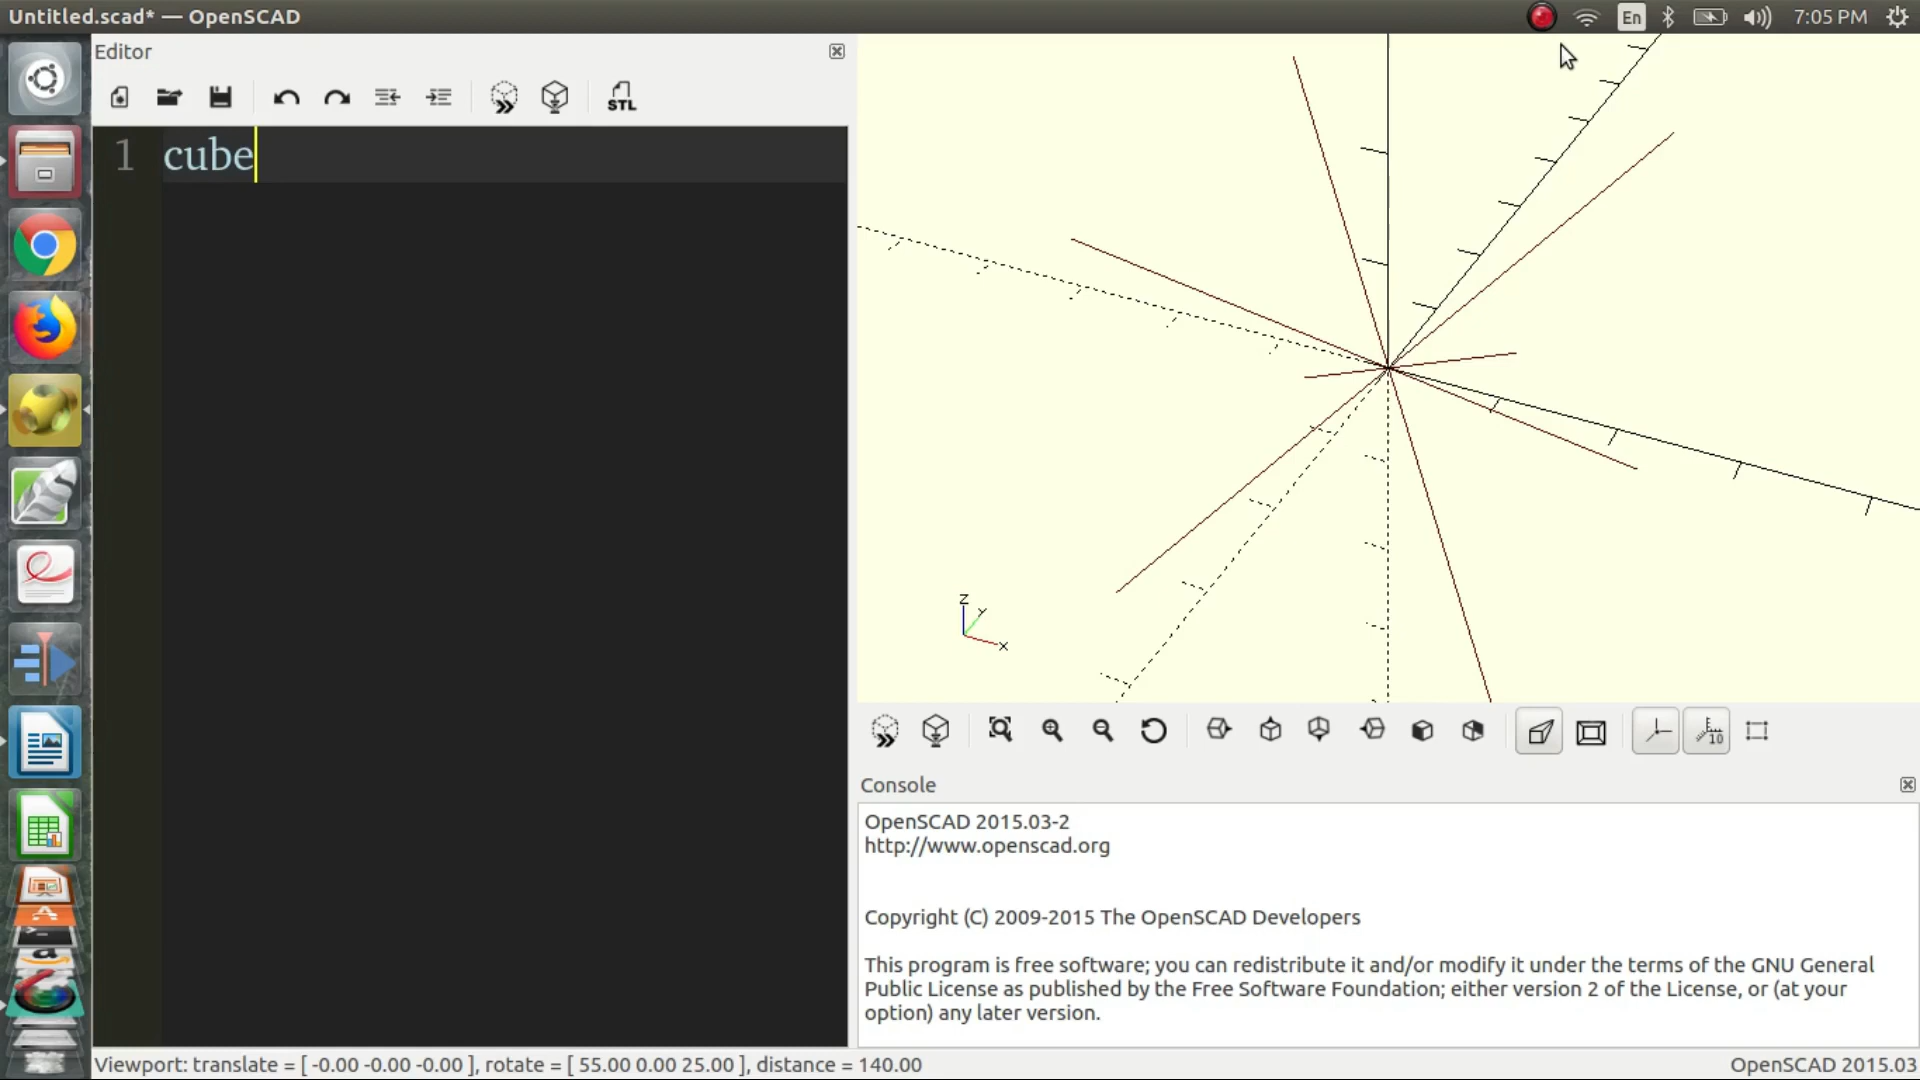 Untitled.scad* — OpenSCAD
En
7:05 PM
Editor
STL
1 cube
Z
Y
X
10
Console
OpenSCAD 2015.03-2
http://www.openscad.org
Copyright (C) 2009-2015 The OpenSCAD Developers
This program is free software; you can redistribute it and/or modify it under the terms of the GNU General
Public License as published by the Free Software Foundation; either version 2 of the License, or (at your
option) any later version.
Viewport: translate = [ -0.00 -0.00 -0.00 ], rotate = [ 55.00 0.00 25.00 ], distance = 140.00
OpenSCAD 2015.03